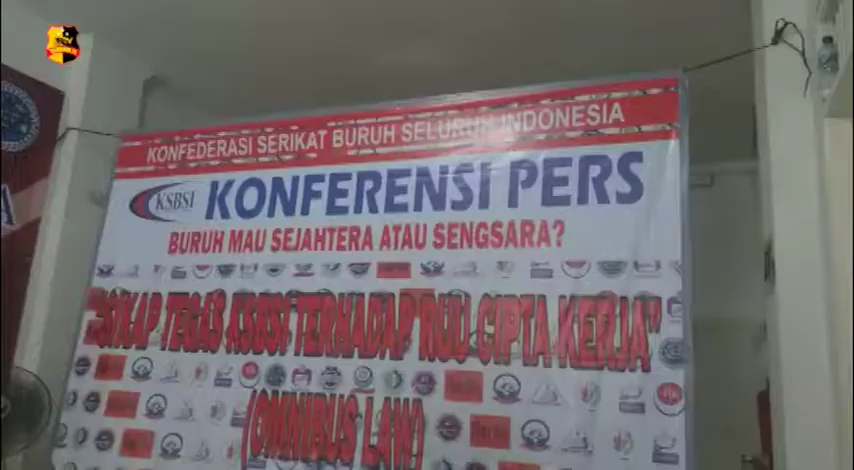 KONFEDERASI SERIKAT BURUH SELURUH INDONESIA
KSBSI
KONFERENSI PERS
BURUH MAU SEJAHTERA ATAU SENGSARA?
"SIKAP TEGAS KSBSI TERHADAP RUU CIPTA KERJA"
(OMNIBUS LAW)